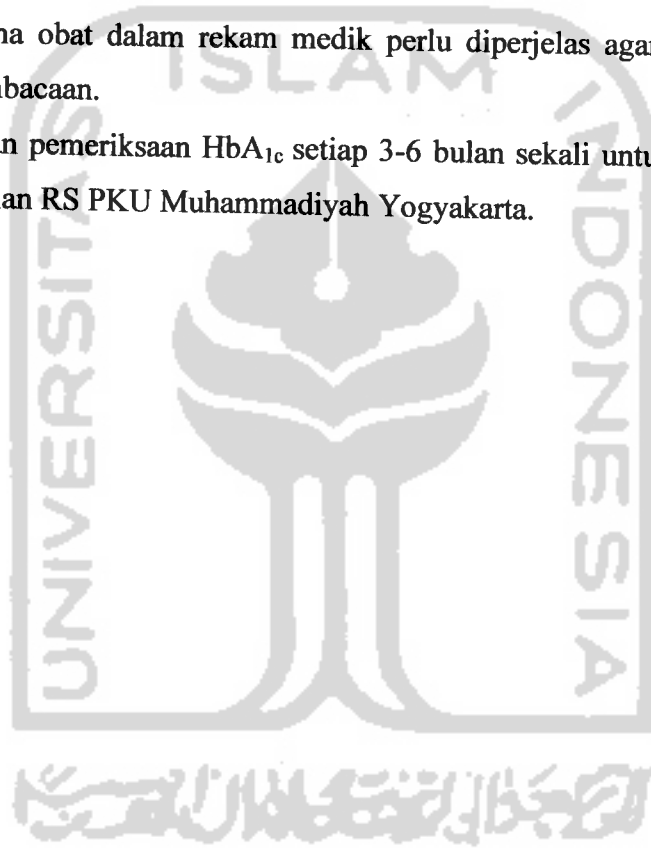 na obat dalam rekam medik perlu diperjelas agar
nbacaan.
n pemeriksaan HbA1c setiap 3-6 bulan sekali untu
an RS PKU Muhammadiyah Yogyakarta.
ISLAM
UNIVERSITAS
INDONESIA